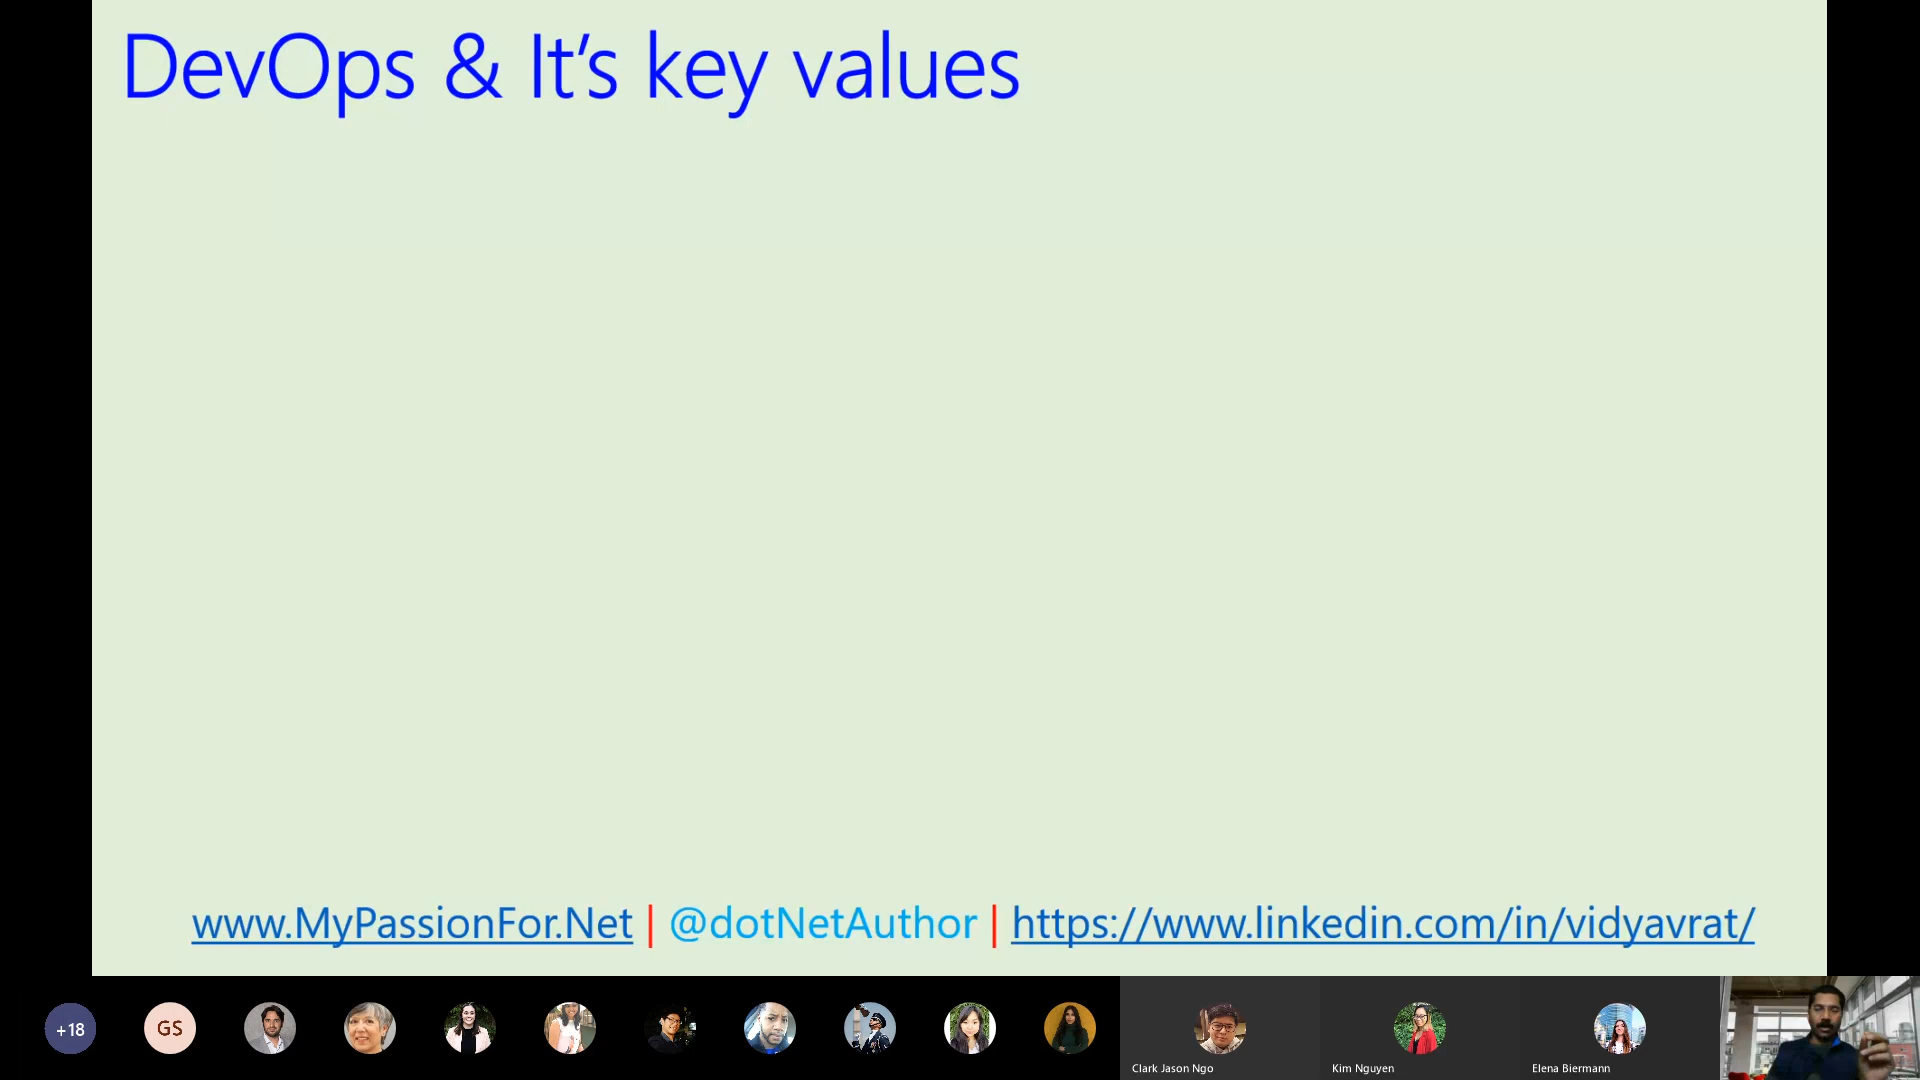 DevOps & It’s key values
www.MyPassionFor.Net | @dotNetAuthor | https://www.linkedin.com/in/vidyavrat/
+18
GS
Clark Jason Ngo
Kim Nguyen
Elena Biermann